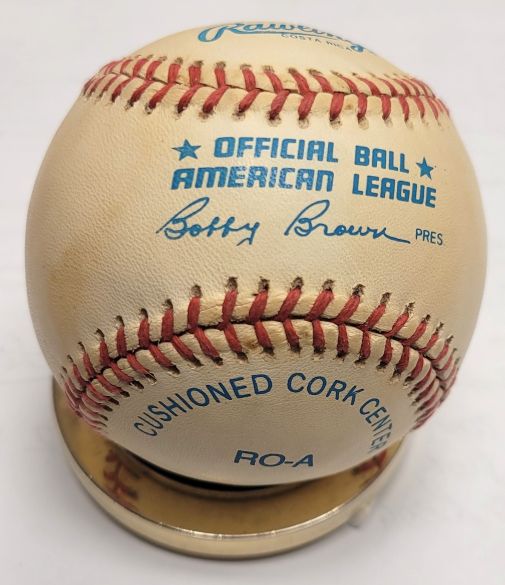 Rawlings
COSTA RICA
OFFICIAL BALL
AMERICAN LEAGUE
Bobby Brown PRES.
CUSHIONED CORK CENTER
RO-A